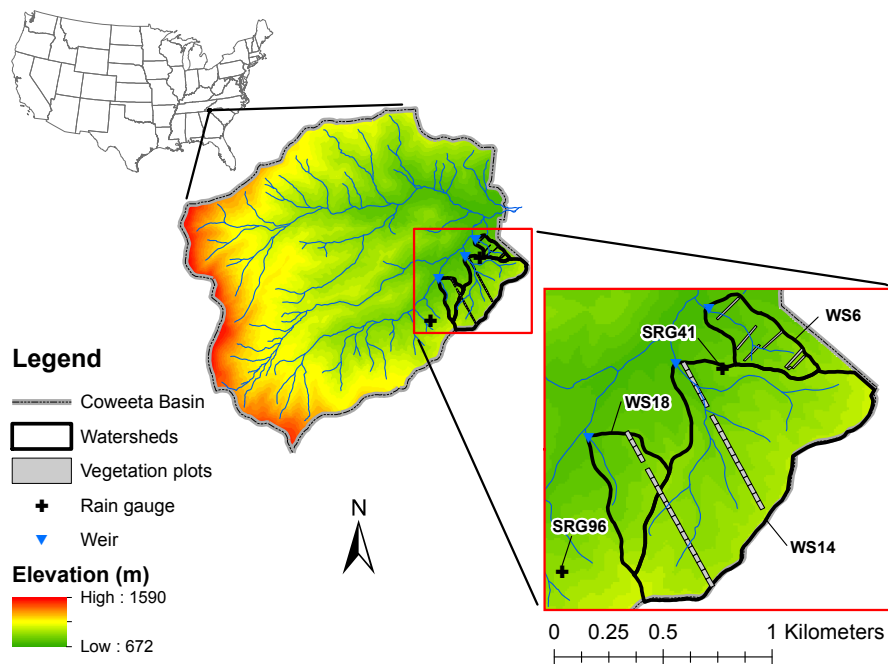 WS6
SRG41
WS18
SRG96
WS14
Legend
Coweeta Basin
Watersheds
Vegetation plots
Rain gauge
Weir
Elevation (m)
High : 1590
Low : 672
N
0 0.25 0.5 1 Kilometers